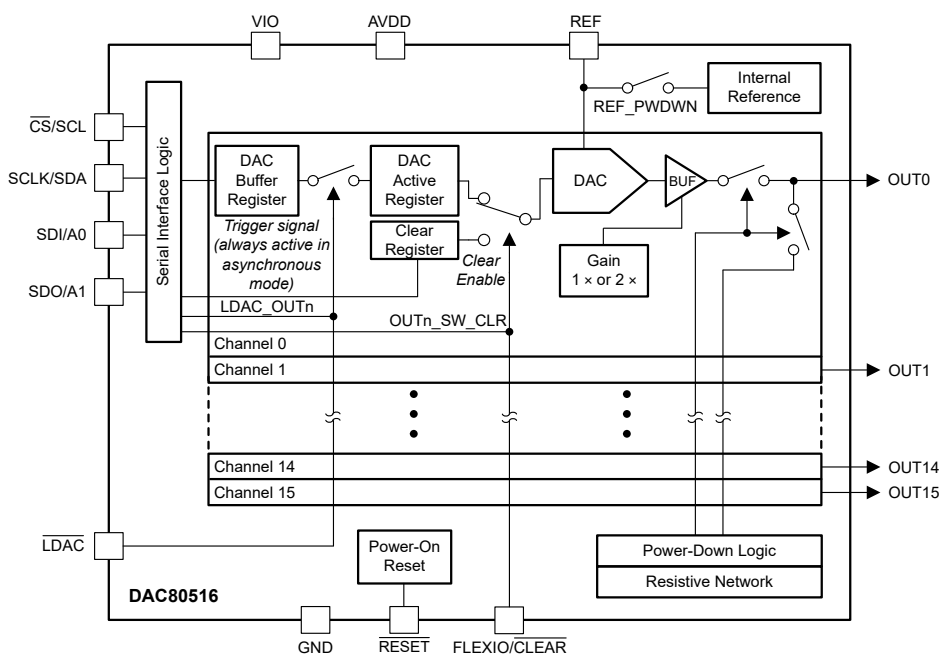 VIO
AVDD
REF
Internal
Reference
REF_PWDWN
CS/SCL
SCLK/SDA
SDI/A0
SDO/A1
Serial Interface Logic
DAC
Buffer
Register
DAC
Active
Register
Clear
Register
Trigger signal
(always active in
asynchronous
mode)
Clear
Enable
DAC
BUF
Gain
1 × or 2 ×
OUT0
LDAC_OUTn
OUTn_SW_CLR
Channel 0
Channel 1
OUT1
Channel 14
OUT14
Channel 15
OUT15
LDAC
Power-On
Reset
Power-Down Logic
Resistive Network
DAC80516
GND
RESET
FLEXIO/CLEAR